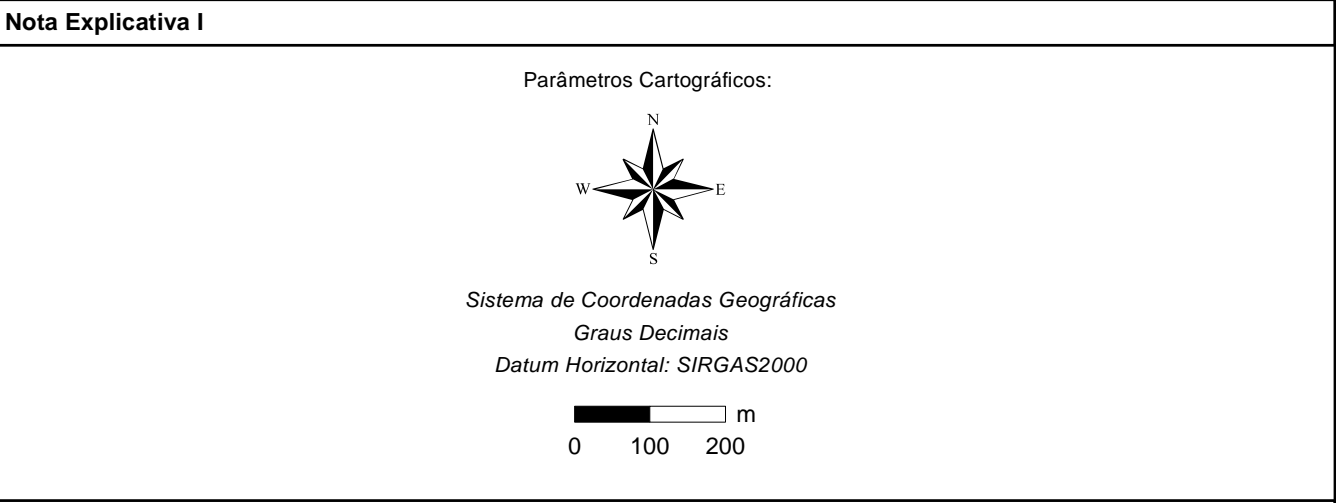 Nota Explicativa I
Parâmetros Cartográficos:
N
W E
S
Sistema de Coordenadas Geográficas
Graus Decimais
Datum Horizontal: SIRGAS2000
m
0 100 200